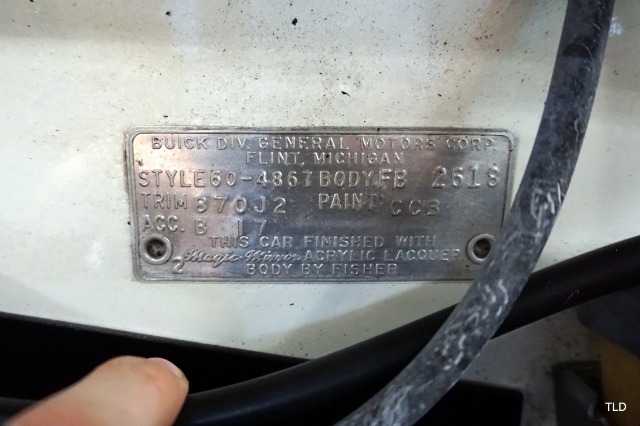 BUICK DIV. GENERAL MOTORS CORP.
FLINT, MICHIGAN
STYLE 60-4867 BODY FB 2618
TRIM 870J2 PAINT CCB
ACC. B 17
THIS CAR FINISHED WITH
2 Magic-Mirror ACRYLIC LACQUER
BODY BY FISHER
TLD